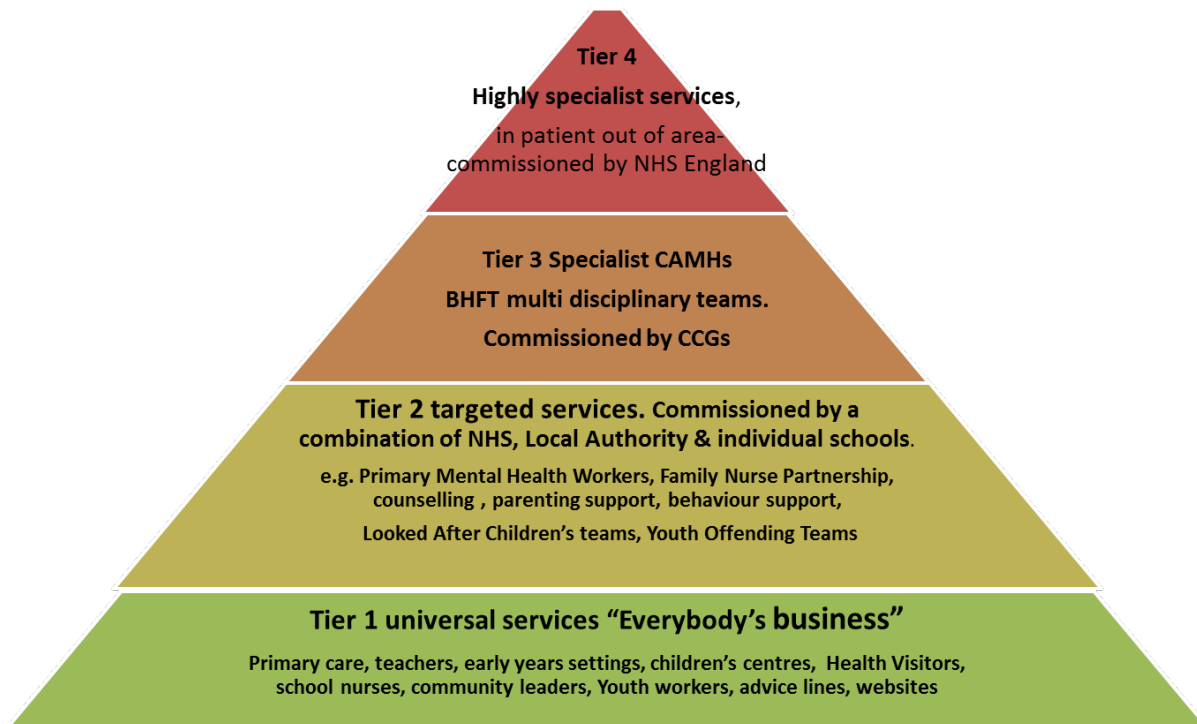 Tier 4
Highly specialist services,
in patient out of area-
commissioned by NHS England
Tier 3 Specialist CAMHs
BHFT multi disciplinary teams.
Commissioned by CCGs
Tier 2 targeted services. Commissioned by a
combination of NHS, Local Authority & individual schools.
e.g. Primary Mental Health Workers, Family Nurse Partnership,
counselling , parenting support, behaviour support,
Looked After Children’s teams, Youth Offending Teams
Tier 1 universal services “Everybody’s business”
Primary care, teachers, early years settings, children’s centres, Health Visitors,
school nurses, community leaders, Youth workers, advice lines, websites